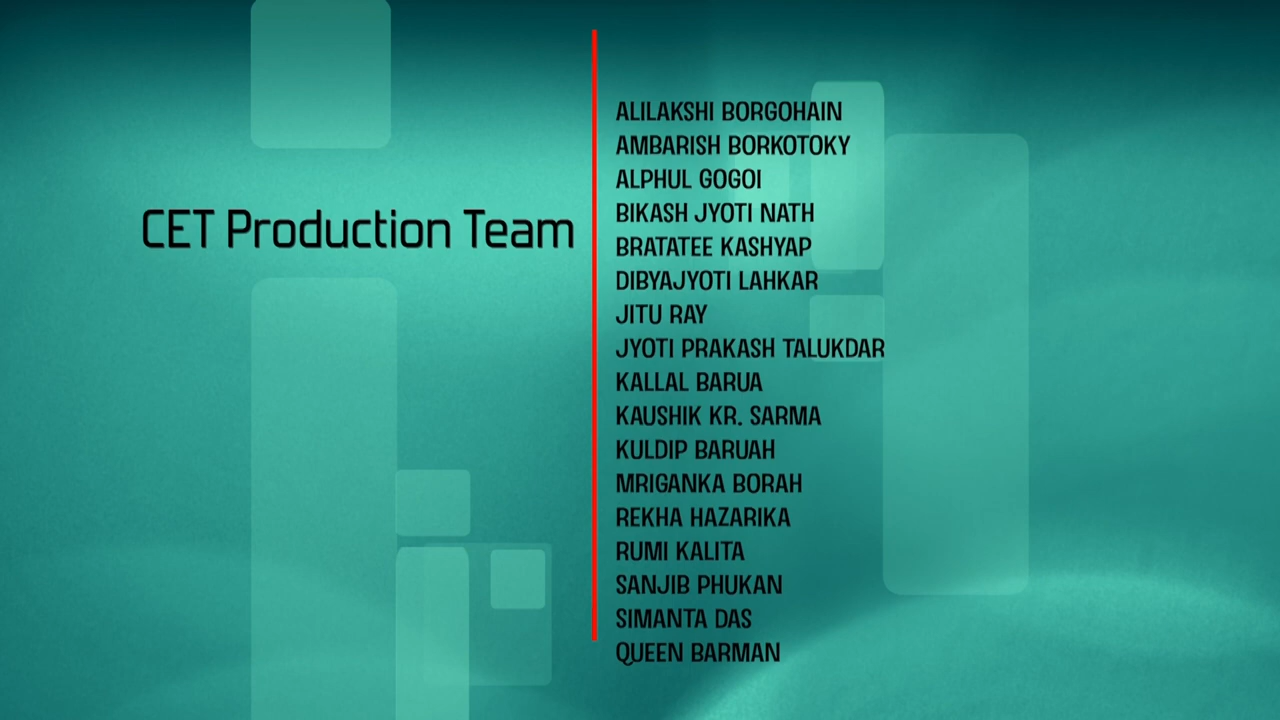 CET Production Team
ALILAKSHI BORGOHAIN
AMBARISH BORKOTOKY
ALPHUL GOGOI
BIKASH JYOTI NATH
BRATATEE KASHYAP
DIBYAJYOTI LAHKAR
JITU RAY
JYOTI PRAKASH TALUKDAR
KALLAL BARUA
KAUSHIK KR. SARMA
KULDIP BARUAH
MRIGANKA BORAH
REKHA HAZARIKA
RUMI KALITA
SANJIB PHUKAN
SIMANTA DAS
QUEEN BARMAN